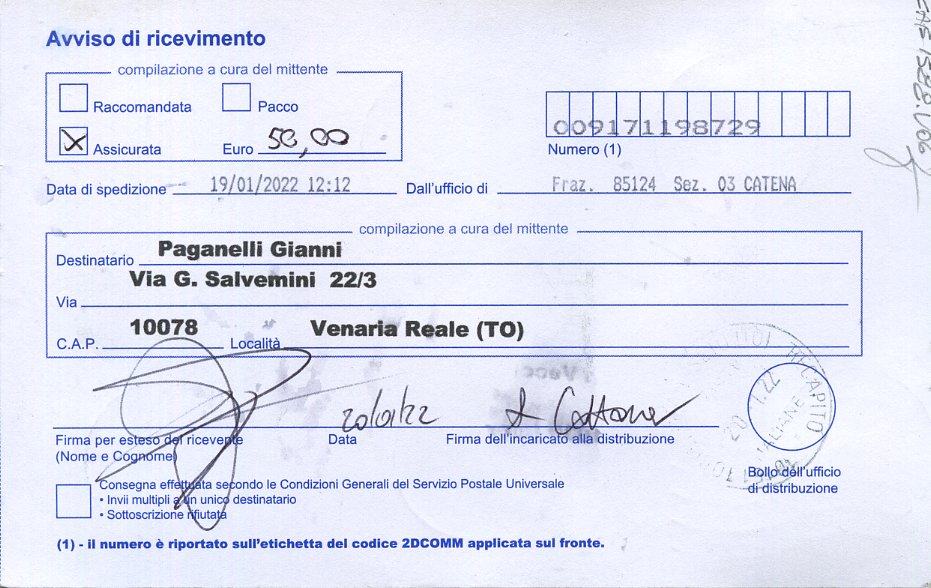 Avviso di ricevimento
compilazione a cura del mittente
Raccomandata Pacco
Assicurata Euro 50,00
009171198729
Numero (1)
Data di spedizione 19/01/2022 12:12 Dall'ufficio di Fraz. 85124 Sez. 03 CATENA
compilazione a cura del mittente
Destinatario Paganelli Gianni
Via G. Salvemini 22/3
Via
C.A.P. 10078 Località Venaria Reale (TO)
20/01/22
Firma per esteso del ricevente Data Firma dell'incaricato alla distribuzione
(Nome e Cognome)
RECAPITO
Bollo dell'ufficio
di distribuzione
Consegna effettuata secondo le Condizioni Generali del Servizio Postale Universale
• Invii multipli a un unico destinatario
• Sottoscrizione rifiutata
(1) - il numero è riportato sull'etichetta del codice 2DCOMM applicata sul fronte.